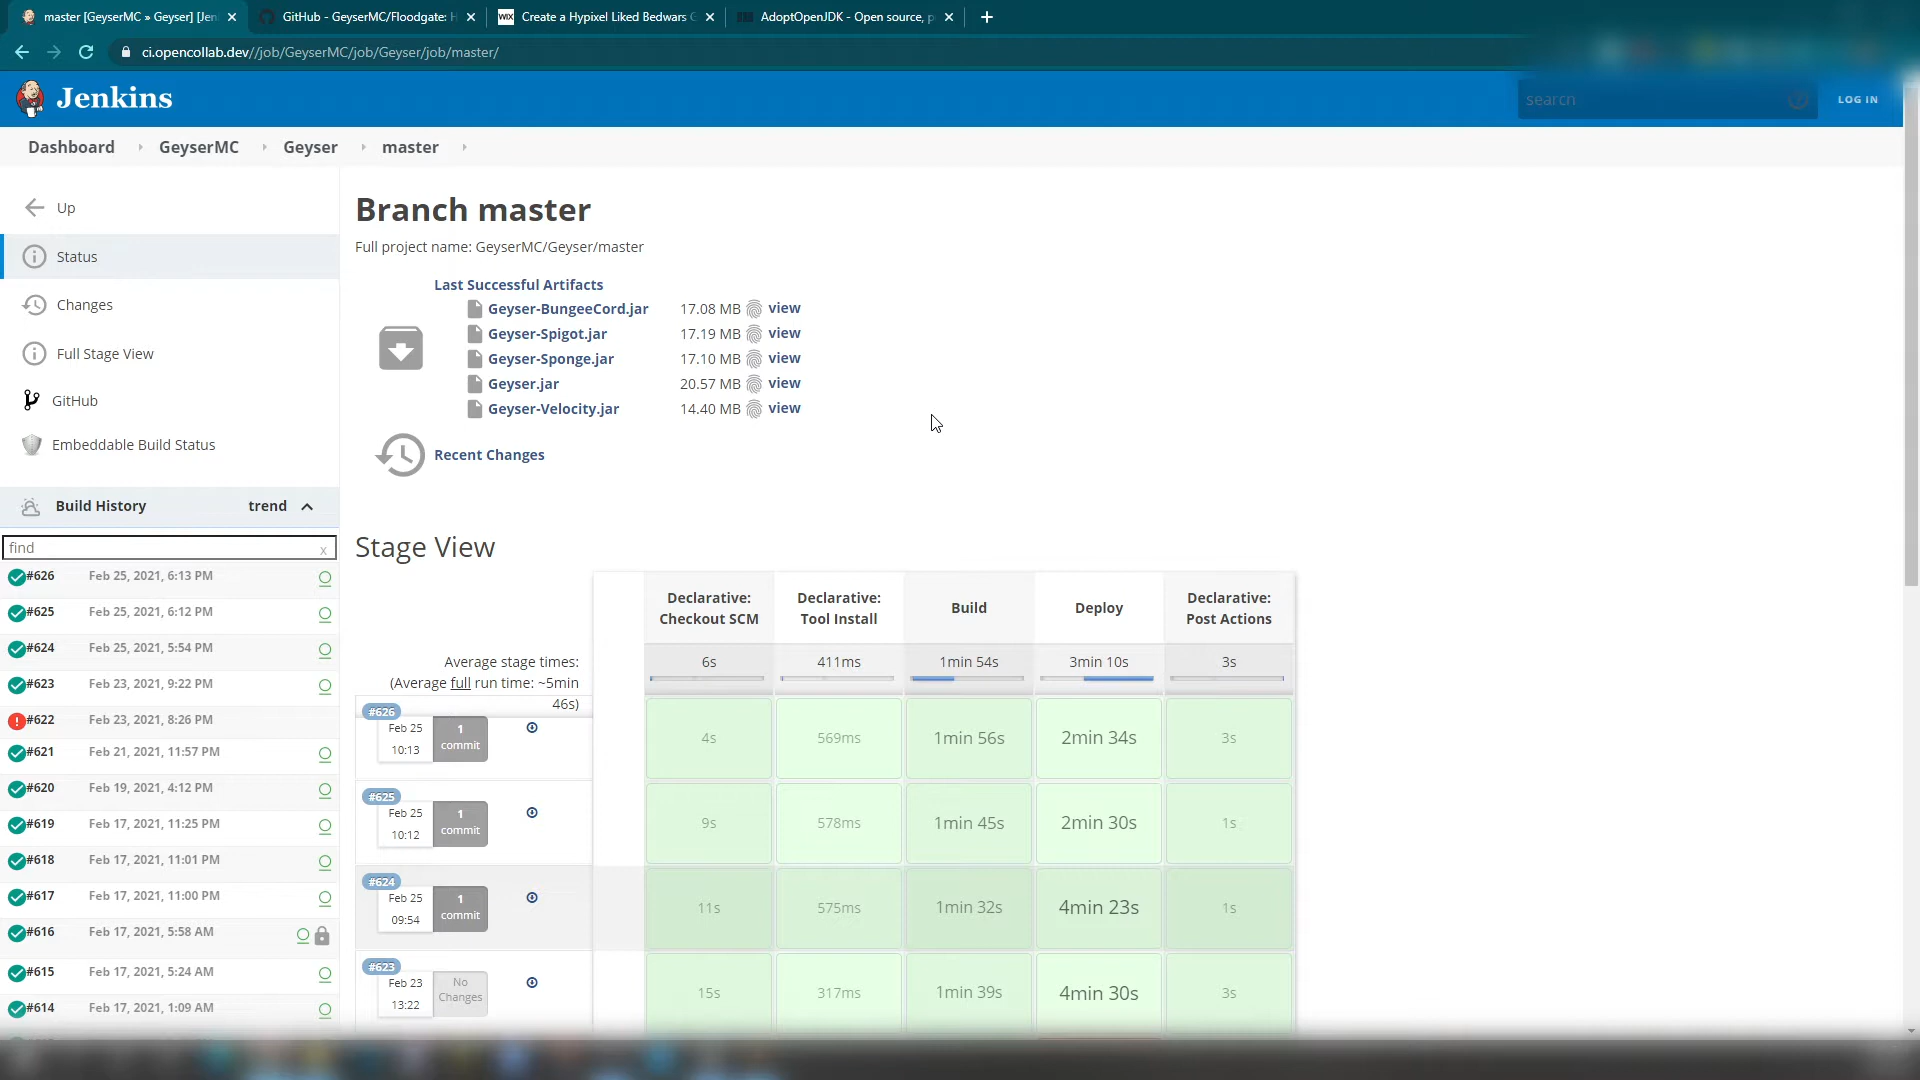 master [GeyserMC » Geyser] [Jen
GitHub - GeyserMC/Floodgate: H
WIX
Create a Hypixel Liked Bedwars G
AdoptOpenJDK - Open source, p
ci.opencollab.dev//job/GeyserMC/job/Geyser/job/master/
Jenkins
search
LOG IN
Dashboard
GeyserMC
Geyser
master
Up
Status
Changes
Full Stage View
GitHub
Embeddable Build Status
Build History
trend
find
x
#626 Feb 25, 2021, 6:13 PM
#625 Feb 25, 2021, 6:12 PM
#624 Feb 25, 2021, 5:54 PM
#623 Feb 23, 2021, 9:22 PM
#622 Feb 23, 2021, 8:26 PM
#621 Feb 21, 2021, 11:57 PM
#620 Feb 19, 2021, 4:12 PM
#619 Feb 17, 2021, 11:25 PM
#618 Feb 17, 2021, 11:01 PM
#617 Feb 17, 2021, 11:00 PM
#616 Feb 17, 2021, 5:58 AM
#615 Feb 17, 2021, 5:24 AM
#614 Feb 17, 2021, 1:09 AM
Branch master
Full project name: GeyserMC/Geyser/master
Last Successful Artifacts
Geyser-BungeeCord.jar 17.08 MB view
Geyser-Spigot.jar 17.19 MB view
Geyser-Sponge.jar 17.10 MB view
Geyser.jar 20.57 MB view
Geyser-Velocity.jar 14.40 MB view
Recent Changes
Stage View
Declarative: Checkout SCM
Declarative: Tool Install
Build
Deploy
Declarative: Post Actions
Average stage times:
(Average full run time: ~5min
46s)
6s 411ms 1min 54s 3min 10s 3s
#626
Feb 25
10:13
1
commit
4s 569ms 1min 56s 2min 34s 3s
#625
Feb 25
10:12
1
commit
9s 578ms 1min 45s 2min 30s 1s
#624
Feb 25
09:54
1
commit
11s 575ms 1min 32s 4min 23s 1s
#623
Feb 23
13:22
No
Changes
15s 317ms 1min 39s 4min 30s 3s